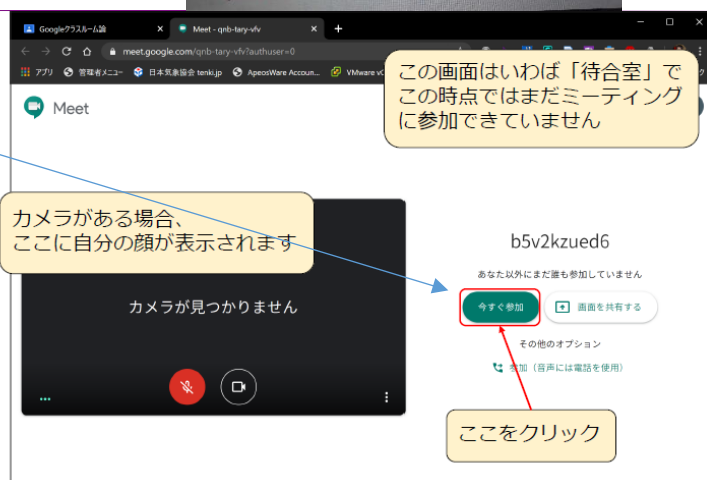 Googleクラスルーム論
Meet - qnb-tary-vfv
meet.google.com/qnb-tary-vfv?authuser=0
アプリ 管理者メニュー 日本気象協会 tenki.jp ApeosWare Accoun... VMware vC
この画面はいわば「待合室」で
この時点ではまだミーティング
に参加できていません
Meet
カメラがある場合、
ここに自分の顔が表示されます
カメラが見つかりません
b5v2kzued6
あなた以外にまだ誰も参加していません
今すぐ参加 画面を共有する
その他のオプション
参加（音声には電話を使用）
ここをクリック